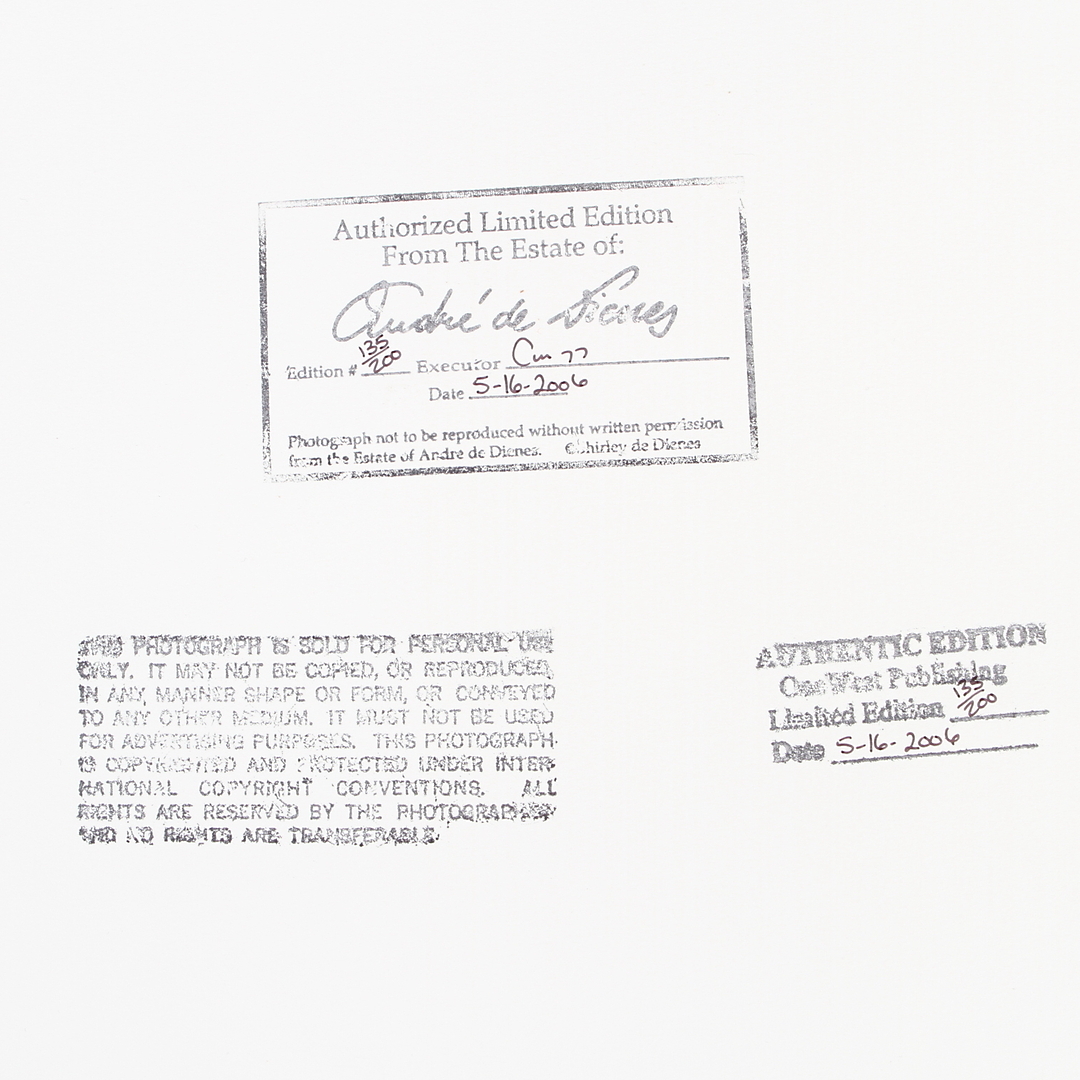 Authorized Limited Edition
From The Estate of:
André de Dienes
Edition # 135/200 Executor
Date 5-16-2006
Photograph not to be reproduced without written permission
from the Estate of André de Dienes. ©Shirley de Dienes
THIS PHOTOGRAPH IS SOLD FOR PERSONAL USE
ONLY. IT MAY NOT BE COPIED, OR REPRODUCED,
IN ANY, MANNER SHAPE OR FORM, OR CONVEYED
TO ANY OTHER MEDIUM. IT MUST NOT BE USED
FOR ADVERTISING PURPOSES. THIS PHOTOGRAPH
IS COPYRIGHTED AND PROTECTED UNDER INTER-
NATIONAL COPYRIGHT CONVENTIONS. ALL
RIGHTS ARE RESERVED BY THE PHOTOGRAPHER
AND NO RIGHTS ARE TRANSFERABLE.
AUTHENTIC EDITION
One West Publishing
Limited Edition 135/200
Date 5-16-2006